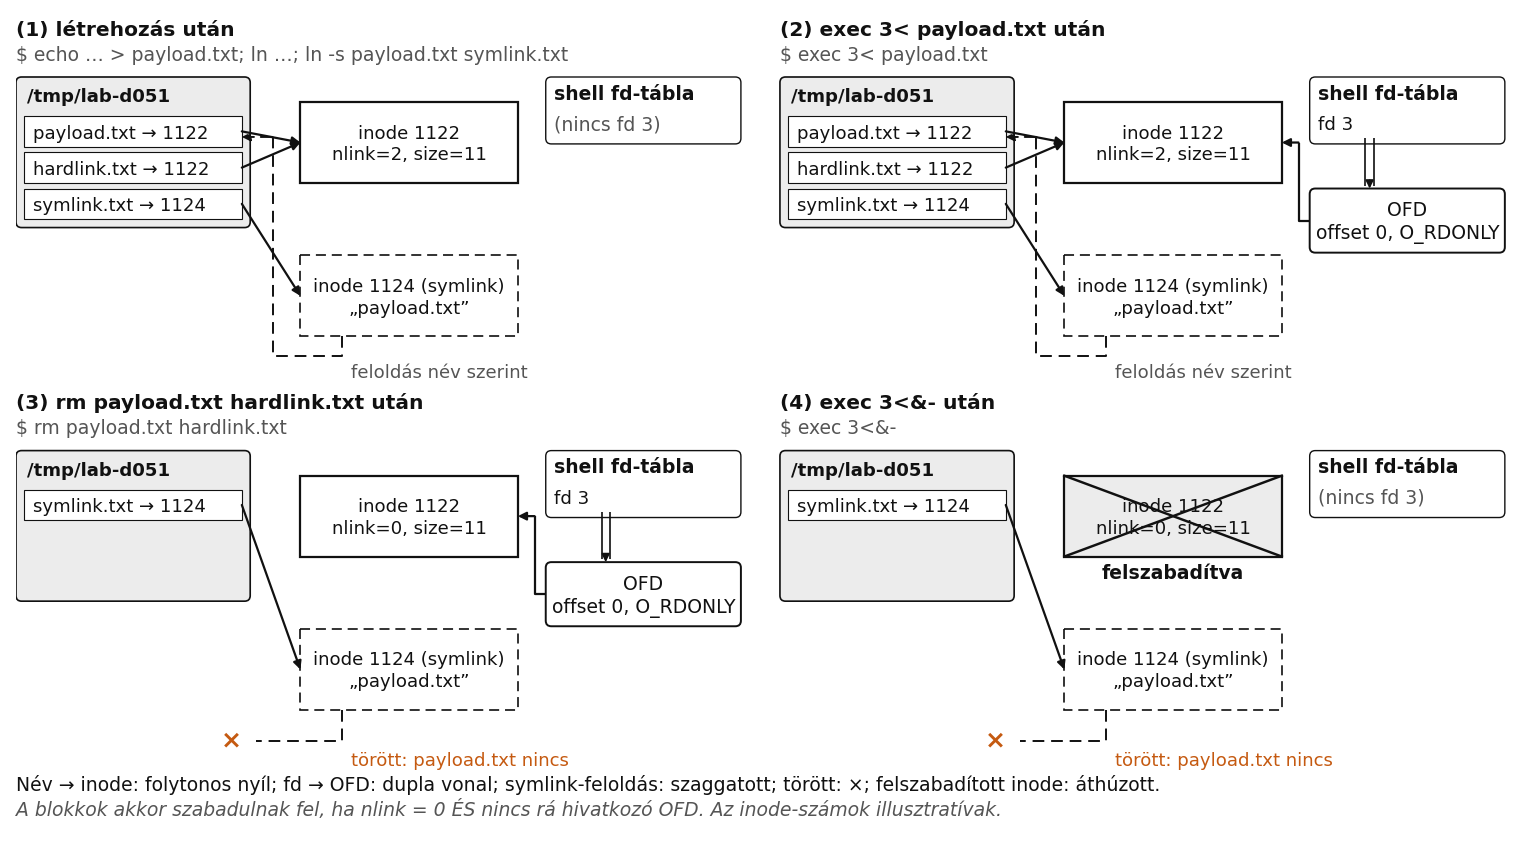 (1) létrehozás után
$ echo … > payload.txt; ln …; ln -s payload.txt symlink.txt
/tmp/lab-d051
payload.txt → 1122
hardlink.txt → 1122
symlink.txt → 1124
inode 1122
nlink=2, size=11
shell fd-tábla
(nincs fd 3)
inode 1124 (symlink)
„payload.txt”
feloldás név szerint
(2) exec 3< payload.txt után
$ exec 3< payload.txt
/tmp/lab-d051
payload.txt → 1122
hardlink.txt → 1122
symlink.txt → 1124
inode 1122
nlink=2, size=11
shell fd-tábla
fd 3
OFD
offset 0, O_RDONLY
inode 1124 (symlink)
„payload.txt”
feloldás név szerint
(3) rm payload.txt hardlink.txt után
$ rm payload.txt hardlink.txt
/tmp/lab-d051
symlink.txt → 1124
inode 1122
nlink=0, size=11
shell fd-tábla
fd 3
OFD
offset 0, O_RDONLY
inode 1124 (symlink)
„payload.txt”
×
törött: payload.txt nincs
(4) exec 3<&- után
$ exec 3<&-
/tmp/lab-d051
symlink.txt → 1124
inode 1122
nlink=0, size=11
felszabadítva
shell fd-tábla
(nincs fd 3)
inode 1124 (symlink)
„payload.txt”
×
törött: payload.txt nincs
Név → inode: folytonos nyíl; fd → OFD: dupla vonal; symlink-feloldás: szaggatott; törött: ×; felszabadított inode: áthúzott.
A blokkok akkor szabadulnak fel, ha nlink = 0 ÉS nincs rá hivatkozó OFD. Az inode-számok illusztratívak.